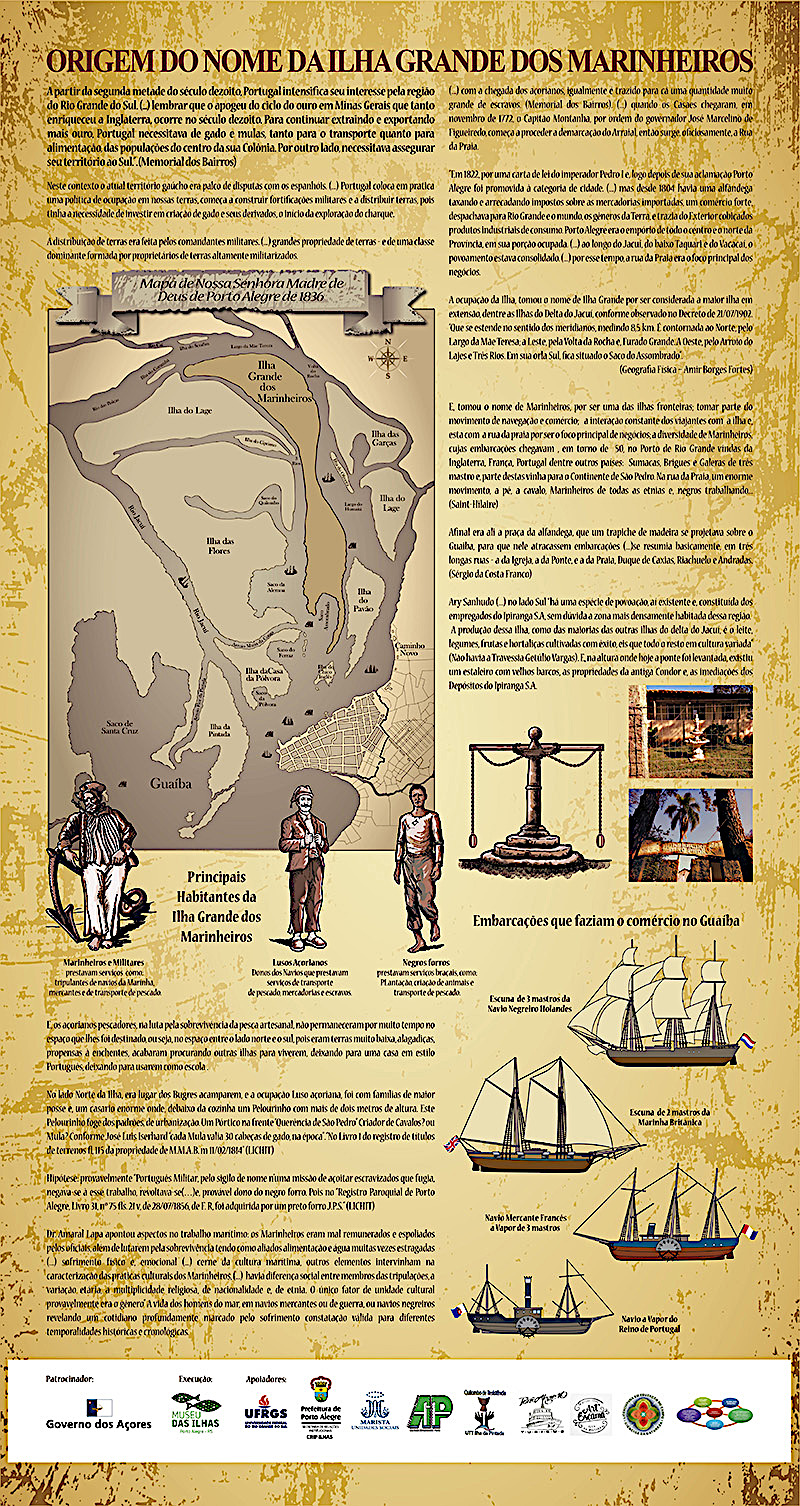 ORIGEM DO NOME DA ILHA GRANDE DOS MARINHEIROS
A partir da segunda metade do século dezoito, Portugal intensifica seu interesse pela região
do Rio Grande do Sul. (...) lembrar que o apogeu do ciclo do ouro em Minas Gerais que tanto
enriqueceu a Inglaterra, ocorre no século dezoito. Para continuar extraindo e exportando
mais ouro, Portugal necessitava de gado e mulas, tanto para o transporte quanto para
alimentação, das populações do centro da sua Colônia. Por outro lado, necessitava assegurar
seu território ao Sul.". (Memorial dos Bairros)
Neste contexto o atual território gaúcho era palco de disputas com os espanhóis. (...) Portugal coloca em pratica
uma política de ocupação em nossas terras, começa a construir fortificações militares e a distribuir terras, pois
tinha a necessidade de investir em criação de gado e seus derivados, o início da exploração do charque.
A distribuição de terras era feita pelos comandantes militares. (...) grandes propriedade de terras - e de uma classe
dominante formada por proprietários de terras altamente militarizados.
Mapa de Nossa Senhora Madre de
Deus de Porto Alegre de 1836
N
Largo da Mae Tereza
Volta
da
Rocha
Rio das Balças
Ilha
Grande
dos
Marinheiros
Ilha do Lage
Ilha das
Garças
Ilha do
Lage
Rio Jacuí
Saco do
Quilombo
Ilha das
Flores
Saco da
Alemoa
Ilha
do
Pavão
Rio Jacuí
Saco do
Ferraz
Caminho
Novo
Ilha da Casa
da Pólvora
Saco da
Pólvora
Saco de
Santa Cruz
Ilha da
Pintada
Guaíba
Principais
Habitantes da
Ilha Grande dos
Marinheiros
Marinheiros e Militares
prestavam serviços como:
tripulantes de navios da Marinha,
mercantes e de transporte de pescado.
Lusos Açorianos
Donos dos Navios que prestavam
serviços de transporte
de pescado, mercadorias e escravos.
Negros forros
prestavam serviços braçais, como:
PLantação, criação de animais e
transporte de pescado.
E, os açorianos pescadores, na luta pela sobrevivência da pesca artesanal, não permaneceram por muito tempo no
espaço que lhes foi destinado, ou seja, no espaço entre o lado norte e o sul, pois eram terras muito baixa, alagadiças,
propensas à enchentes, acabaram procurando outras ilhas para viverem, deixando para uma casa em estilo
Português, deixando para usarem como escola .
No lado Norte da Ilha, era lugar dos Bugres acamparem, e a ocupação Luso açoriana, foi com famílias de maior
posse e, um casario enorme onde, debaixo da cozinha um Pelourinho com mais de dois metros de altura. Este
Pelourinho foge dos padrões, de urbanização. Um Pórtico na frente "Querência de São Pedro" Criador de Cavalos? ou
Mula? Conforme José Luis Iserhard "cada Mula valia 30 cabeças de gado, na época". "No Livro I do registro de títulos
de terrenos fl. 115 da propriedade de M.M.A.B. m 11/02/1814" (LICHIT)
Hipótese: provavelmente "Português Militar, pelo sigilo de nome n'uma missão de açoitar escravizados que fugia,
negava-se à esse trabalho, revoltava se(...)e, provável dono do negro forro. Pois no "Registro Paroquial de Porto
Alegre, Livro 31, nº 75 fls. 21 v, de 28/07/1856, de F. R, foi adquirida por um preto forro J.P.S." (LICHIT)
Dr. Amaral Lapa apontou aspectos no trabalho marítimo: os Marinheiros eram mal remunerados e espoliados
pelos oficiais, além de lutarem pela sobrevivência tendo como aliados alimentação e água muitas vezes estragadas
(...) sofrimento físico e, emocional (...) cerne da cultura marítima, outros elementos intervinham na
caracterização das praticas culturais dos Marinheiros, (...) havia diferença social entre membros das tripulações, a
variação, etária, a multiplicidade religiosa, de nacionalidade e, de etnia. O único fator de unidade cultural
provavelmente era o gênero" A vida dos homens do mar, em navios mercantes ou de guerra, ou navios negreiros
revelando um cotidiano profundamente marcado pelo sofrimento constatação valida para diferentes
temporalidades históricas e cronológicas.
(...) com a chegada dos açorianos, igualmente é trazido para cá uma quantidade muito
grande de escravos. (Memorial dos Bairros) (...) quando os Casaes chegaram, em
novembro de 1772, o Capitão Montanha, por ordem do governador José Marcelino de
Figueiredo, começa a proceder a demarcação do Arraial, então surge, oficiosamente, a Rua
da Praia.
"Em 1822, por uma carta de lei do imperador Pedro I e, logo depois de sua aclamação Porto
Alegre foi promovida à categoria de cidade. (...) mas desde 1804 havia uma alfândega
taxando e arrecadando impostos sobre as mercadorias importadas, um comércio forte,
despachava para Rio Grande e o mundo, os gêneros da Terra, e trazia do Exterior cobiçados
produtos Industriais de consumo. Porto Alegre era o empório de todo o centro e o norte da
Província, em sua porção ocupada. (...) ao longo do Jacuí, do baixo Taquari e do Vacacaí, o
povoamento estava consolidado. (...) por esse tempo, a rua da Praia era o foco principal dos
negócios.
A ocupação da Ilha, tomou o nome de Ilha Grande por ser considerada a maior ilha em
extensão, dentre as Ilhas do Delta do Jacuí, conforme observado no Decreto de 21/07/1902.
"Que se estende no sentido dos meridianos, medindo 8,5 km. É contornada ao Norte; pelo
Largo da Mãe Teresa; a Leste, pela Volta da Rocha e, Furado Grande. A Oeste, pelo Arroio do
Lajes e Três Rios. Em sua orla Sul, fica situado o Saco do Assombrado".
(Geografia Física - Amir Borges Fortes)
E, tomou o nome de Marinheiros, por ser uma das ilhas fronteiras; tomar parte do
movimento de navegação e comércio; a interação constante dos viajantes com a ilha e,
esta com a rua da praia por ser o foco principal de negócios, a diversidade de Marinheiros,
cujas embarcações chegavam , em torno de 50, no Porto de Rio Grande vindas da
Inglaterra, França, Portugal dentre outros países: Sumacas, Brigues e Galeras de três
mastro e, parte destas vinha para o Continente de São Pedro. Na rua da Praia, um enorme
movimento, a pé, a cavalo, Marinheiros de todas as etnias e, negros trabalhando...
(Saint-Hilaire)
Afinal era ali a praça da alfandega, que um trapiche de madeira se projetava sobre o
Guaíba, para que nele atracassem embarcações (...)se resumia basicamente, em três
longas ruas - a da Igreja, a da Ponte, e a da Praia, Duque de Caxias, Riachuelo e Andradas.
(Sérgio da Costa Franco)
Ary Sanhudo (...) no lado Sul "há uma espécie de povoação, aí existente e, constituída dos
empregados do Ipiranga S.A, sem dúvida a zona mais densamente habitada dessa região.
A produção dessa ilha, como das maiorias das outras ilhas do delta do Jacuí, é o leite,
legumes, frutas e hortaliças cultivadas com êxito, eis que todo o resto em cultura variada"
(Não havia a Travessia Getúlio Vargas). E, na altura onde hoje a ponte foi levantada, existiu
um estaleiro com velhos barcos, as propriedades da antiga Condor e, as imediações dos
Depósitos do Ipiranga S.A.
Embarcações que faziam o comércio no Guaíba
Escuna de 3 mastros da
Navio Negreiro Holandes
Escuna de 2 mastros da
Marinha Britânica
Navio Mercante Francês
a Vapor de 3 mastros
Navio a Vapor do
Reino de Portugal
Patrocinador:
Governo dos Açores
Execução:
MUSEU
DAS ILHAS
Porto Alegre - RS
Apoiadores:
UFRGS
Prefeitura de
Porto Alegre
CRIP ILHAS
MARISTA
UNIDADES SOCIAIS
AIP
Quilombo de Resistência
UTT Ilha da Pintada
TURISMO